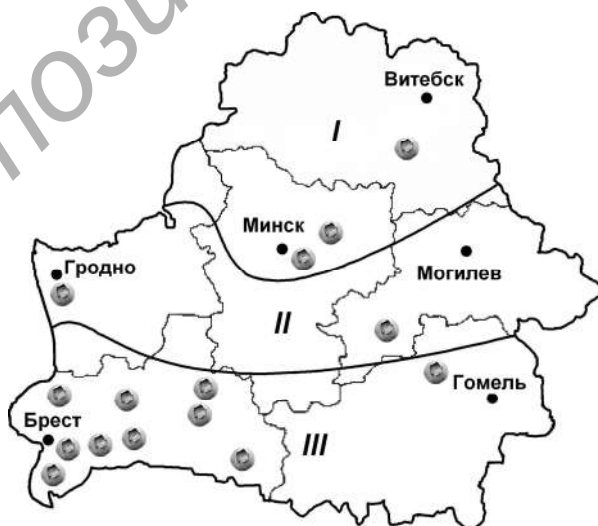 Витебск
I
Минск
Гродно
Могилев
II
Гомель
Брест
III